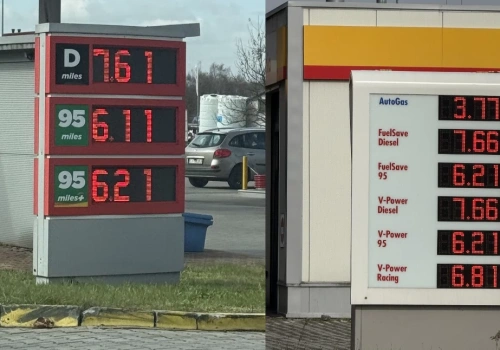 D
miles
7.61
95
miles
6.11
95
miles+
6.21
AutoGas
3.77
FuelSave
Diesel
7.66
FuelSave
95
6.21
V-Power
Diesel
7.66
V-Power
95
6.21
V-Power
Racing
6.81